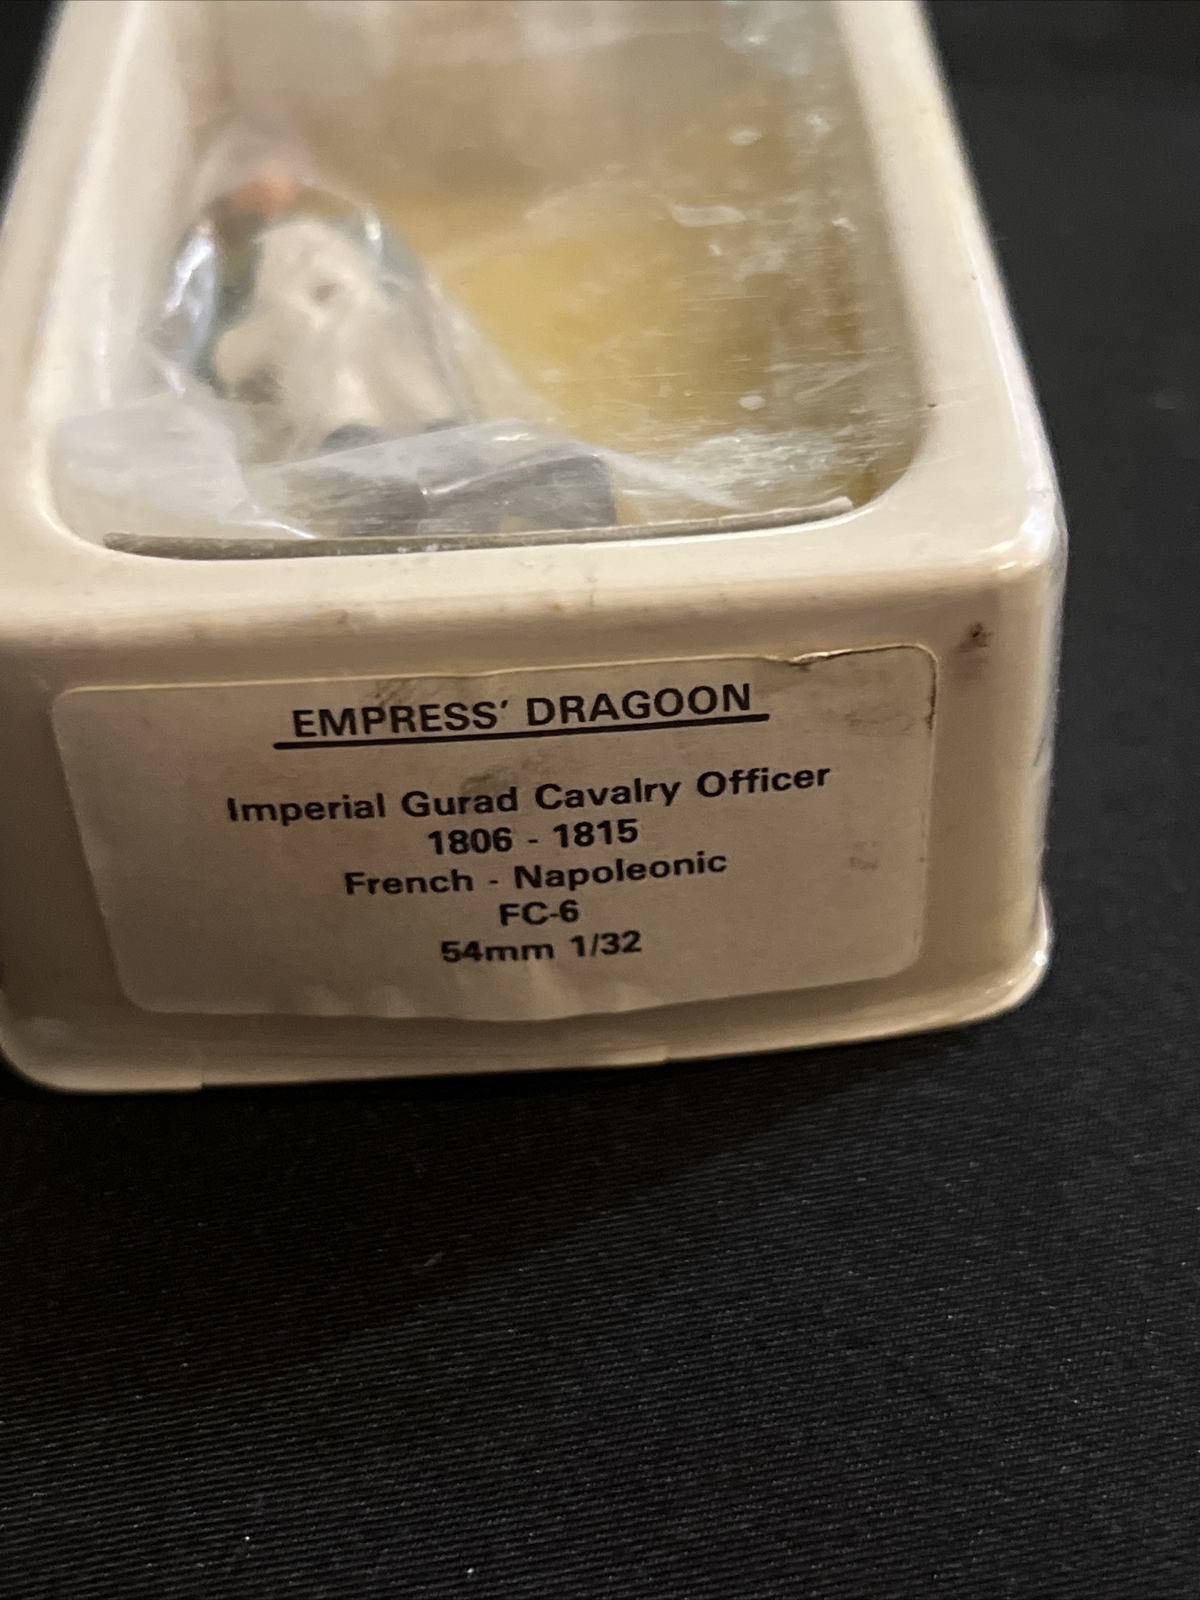 EMPRESS' DRAGOON
Imperial Gurad Cavalry Officer
1806 - 1815
French - Napoleonic
FC-6
54mm 1/32